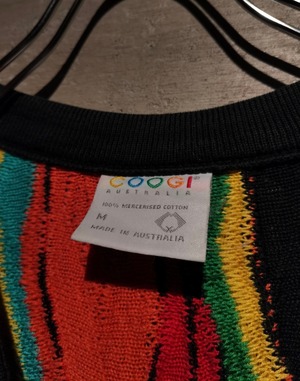 COOGI
AUSTRALIA
100% MERCERISED COTTON
M
MADE IN AUSTRALIA